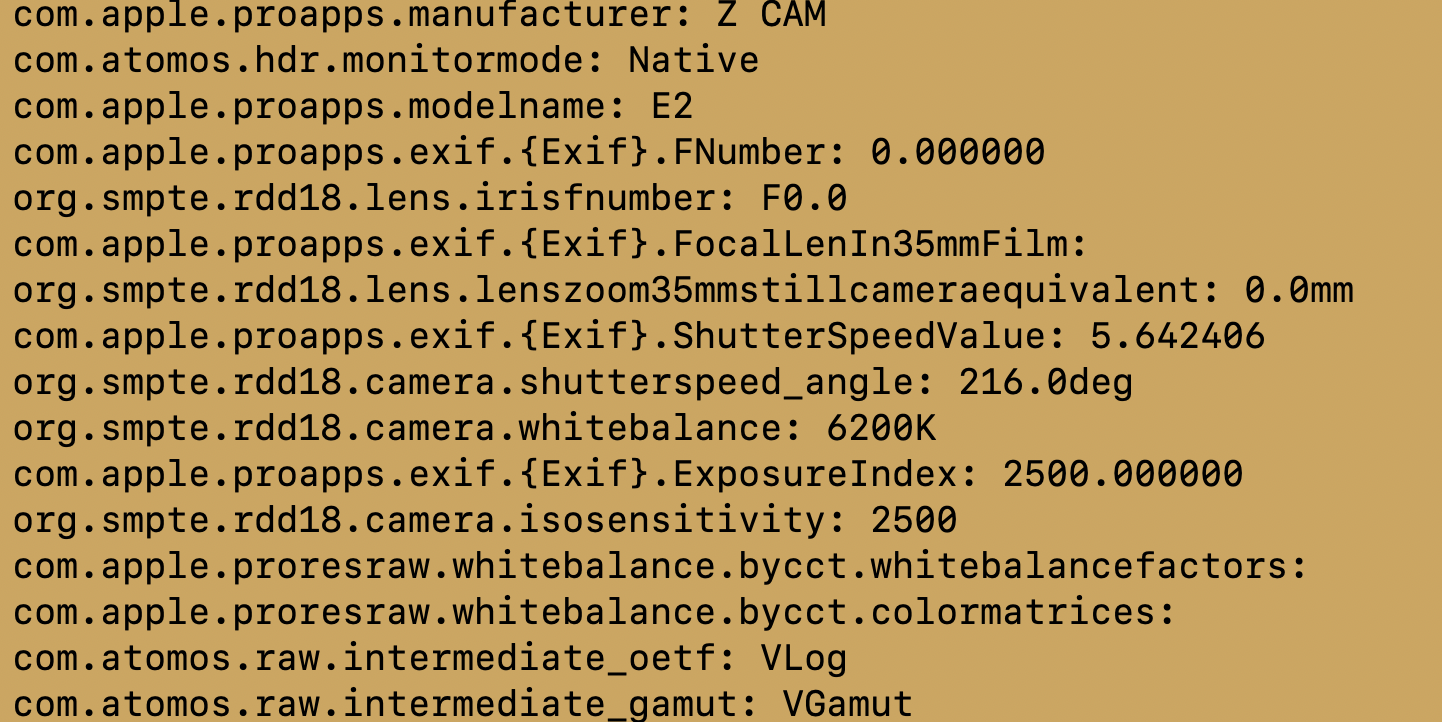 com.apple.proapps.manufacturer: Z CAM
com.atomos.hdr.monitormode: Native
com.apple.proapps.modelname: E2
com.apple.proapps.exif.{Exif}.FNumber: 0.000000
org.smpte.rdd18.lens.irisfnumber: F0.0
com.apple.proapps.exif.{Exif}.FocalLenIn35mmFilm:
org.smpte.rdd18.lens.lenszoom35mmstillcameraequivalent: 0.0mm
com.apple.proapps.exif.{Exif}.ShutterSpeedValue: 5.642406
org.smpte.rdd18.camera.shutterspeed_angle: 216.0deg
org.smpte.rdd18.camera.whitebalance: 6200K
com.apple.proapps.exif.{Exif}.ExposureIndex: 2500.000000
org.smpte.rdd18.camera.isosensitivity: 2500
com.apple.proresraw.whitebalance.bycct.whitebalancefactors:
com.apple.proresraw.whitebalance.bycct.colormatrices:
com.atomos.raw.intermediate_oetf: VLog
com.atomos.raw.intermediate_gamut: VGamut